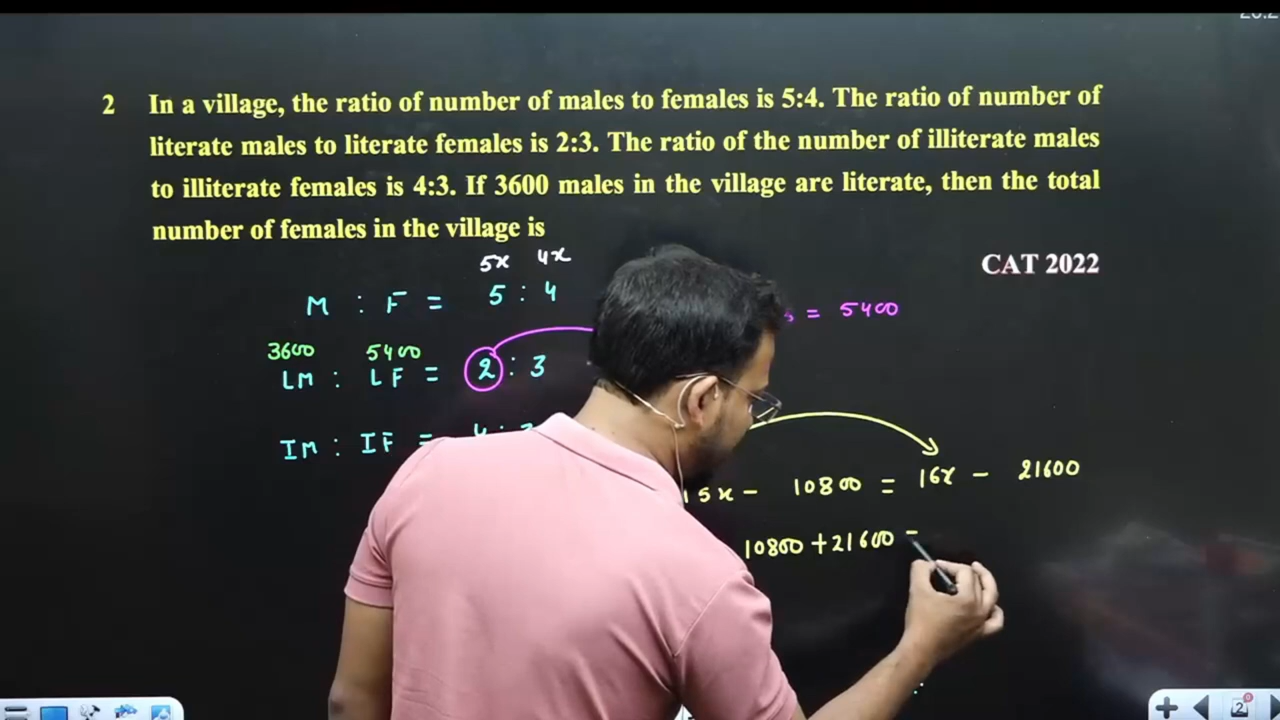 2 In a village, the ratio of number of males to females is 5:4. The ratio of number of
literate males to literate females is 2:3. The ratio of the number of illiterate males
to illiterate females is 4:3. If 3600 males in the village are literate, then the total
number of females in the village is
CAT 2022
5x 4x
M : F = 5 : 4
= 5400
3600 5400
LM : LF = 2 : 3
IM : IF =
15x - 10800 = 16x - 21600
10800 + 21600 =
2